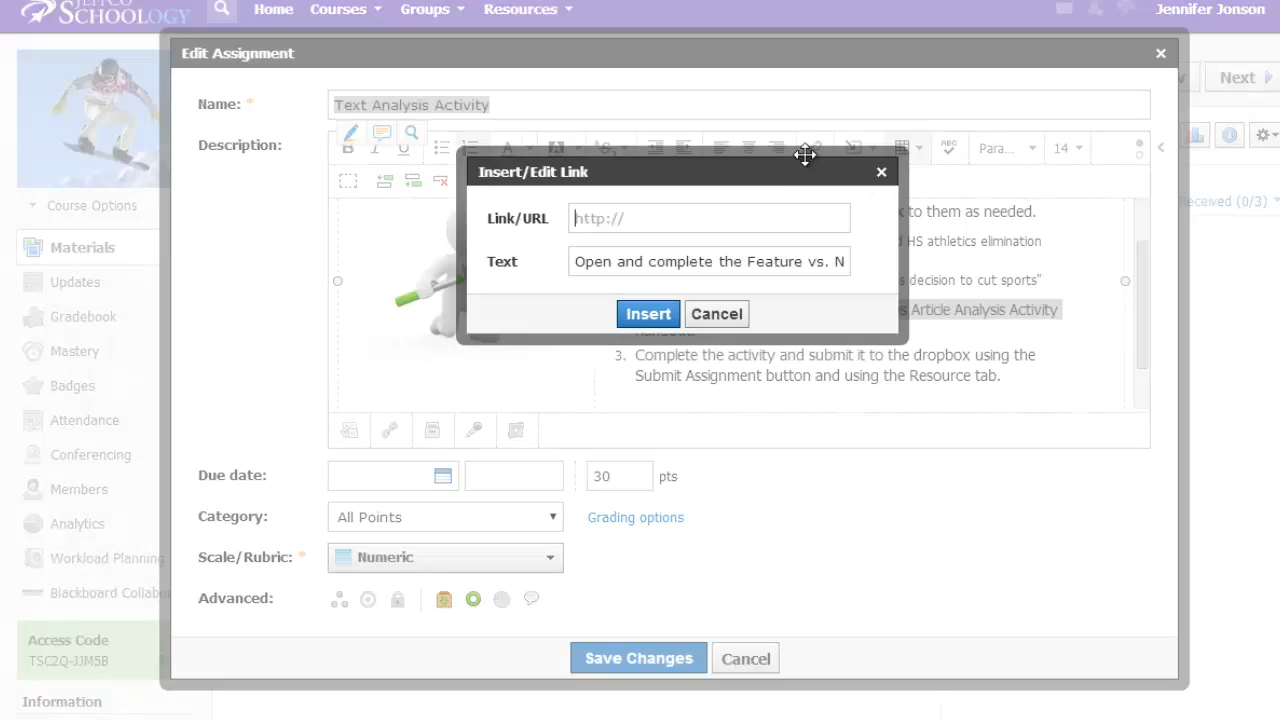 JEFFCO
SCHOOLOGY
Home Courses Groups Resources Jennifer Jonson
Edit Assignment
Next
Name: * Text Analysis Activity
Description:
B I U A A ABC Para... 14
Course Options
Received (0/3)
Insert/Edit Link
Link/URL http://
Text Open and complete the Feature vs. N
Insert Cancel
to them as needed.
HS athletics elimination
decision to cut sports"
Article Analysis Activity
3. Complete the activity and submit it to the dropbox using the
Submit Assignment button and using the Resource tab.
Materials
Updates
Gradebook
Mastery
Badges
Attendance
Conferencing
Members
Analytics
Workload Planning
Blackboard
Due date: 30 pts
Category: All Points Grading options
Scale/Rubric: * Numeric
Advanced:
Save Changes Cancel
Access Code
TSC2Q-JJM5B
Information